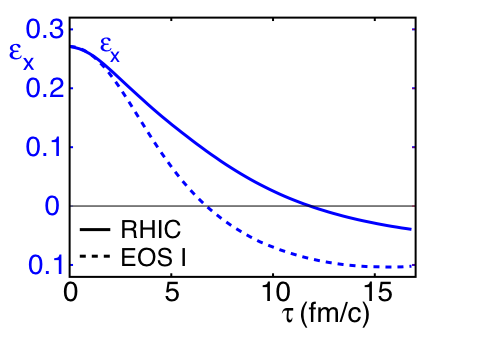 0.3
εx
εx
0.2
0.1
0
RHIC
EOS I
0.1
0 5 10 15
τ (fm/c)